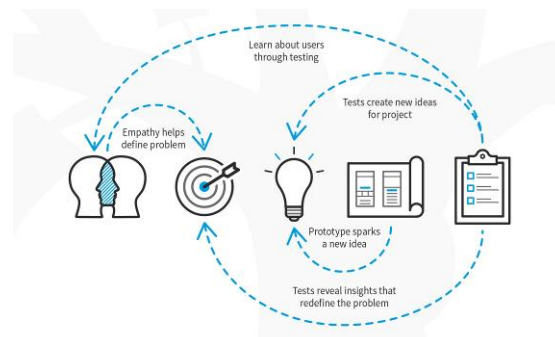 Learn about users
through testing
Tests create new ideas
for project
Empathy helps
define problem
Prototype sparks
a new idea
Tests reveal insights that
redefine the problem